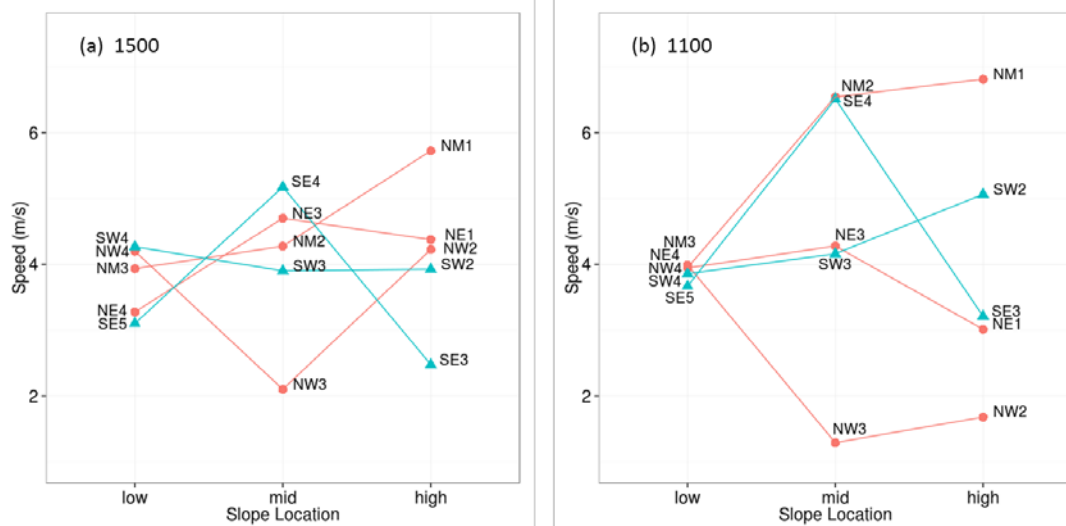 (a) 1500
Speed (m/s)
6
4
2
NM1
SE4
NE3
NE1
SW4
NW4
NM2
NW2
NM3
SW3
SW2
NE4
SE5
SE3
NW3
low
mid
high
Slope Location
(b) 1100
Speed (m/s)
6
4
2
NM1
NM2
SE4
SW2
NM3
NE3
NE4
NW4
SW3
SW4
SE5
SE3
NE1
NW3
NW2
low
mid
high
Slope Location